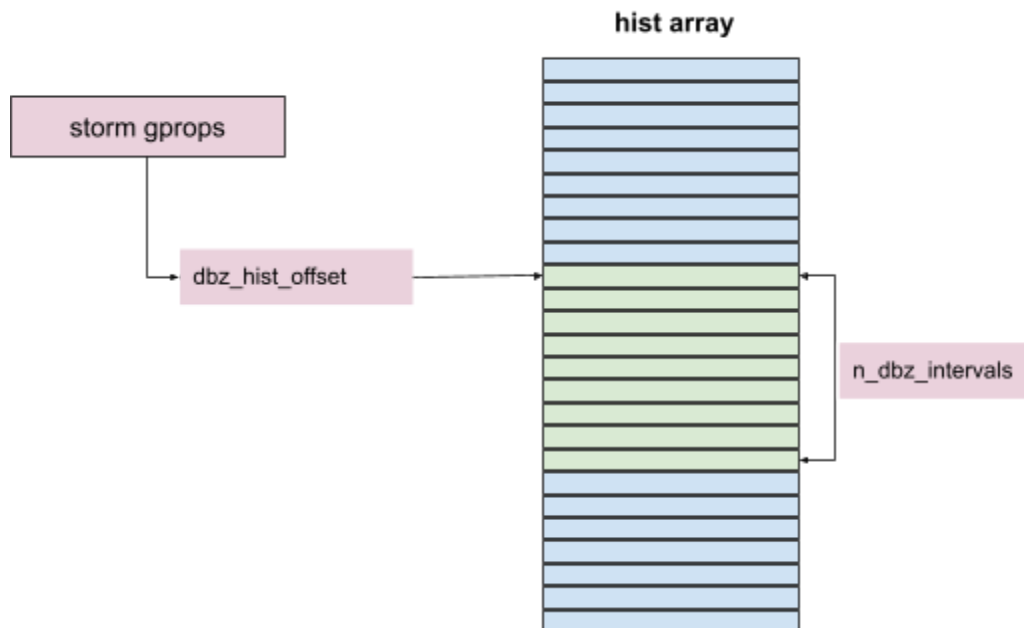 hist array
storm gprops
dbz_hist_offset
n_dbz_intervals